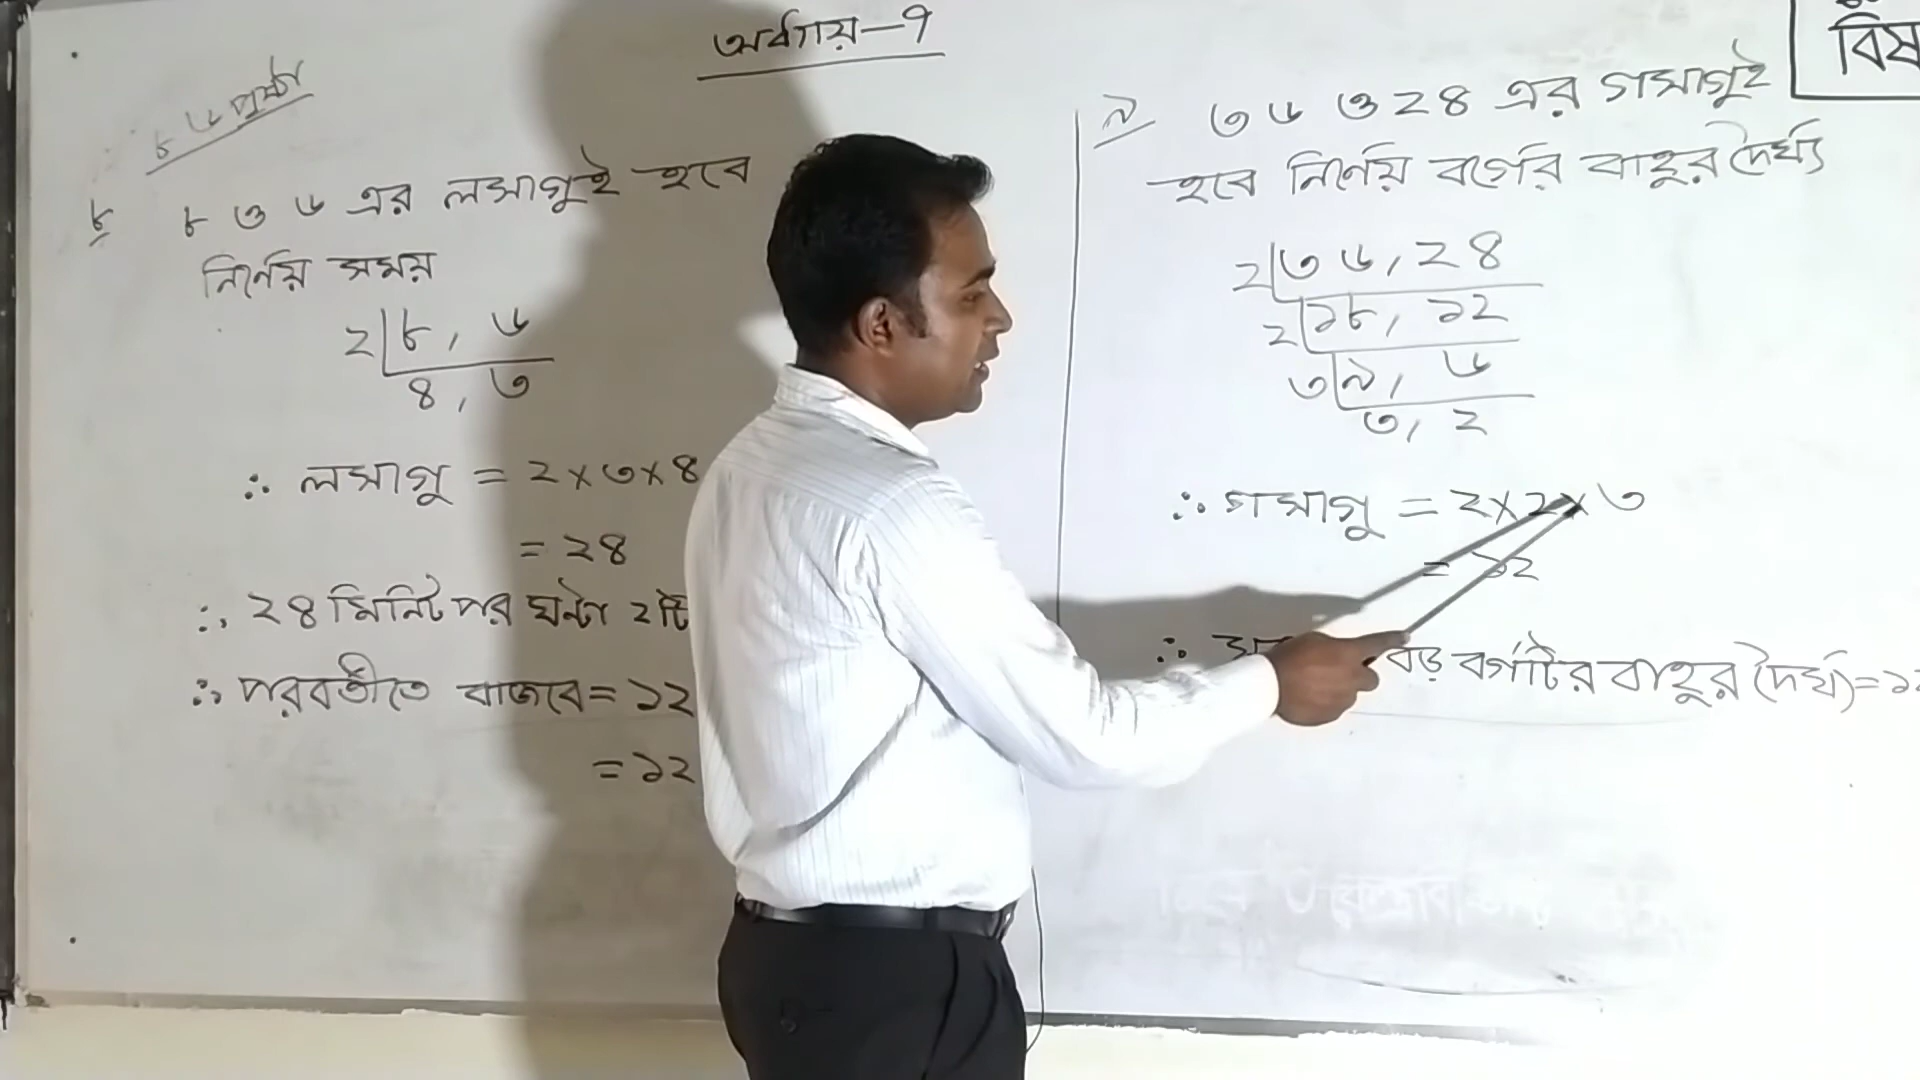 অধ্যায়-৭
৮৬ পৃষ্ঠা
৮ ৮ ও ৬ এর লসাগুই হবে
নির্ণেয় সময়
২ ৮, ৬
৪, ৩
∴ লসাগু = ২×৩×৪
= ২৪
∴ ২৪ মিনিট পর ঘন্টা ২টি
∴ পরবর্তীতে বাজবে = ১২
= ১২
৯ ৩৬ ও ২৪ এর গসাগুই
হবে নির্ণেয় বর্গের বাহুর দৈর্ঘ্য
২ ৩৬, ২৪
২ ১৮, ১২
৩ ৯, ৬
৩, ২
∴ গসাগু = ২×২×৩
= ১২
∴ বড় বর্গটির বাহুর দৈর্ঘ্য = ১২